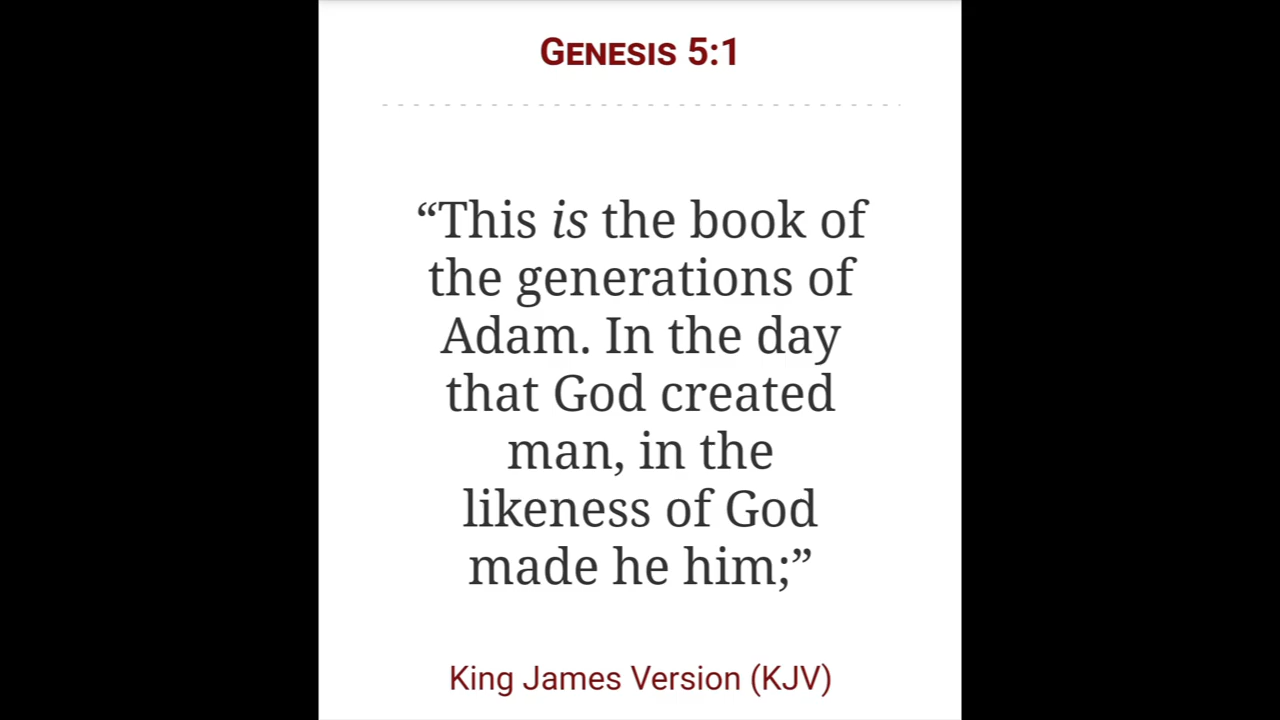 GENESIS 5:1
“This is the book of
the generations of
Adam. In the day
that God created
man, in the
likeness of God
made he him;”
King James Version (KJV)